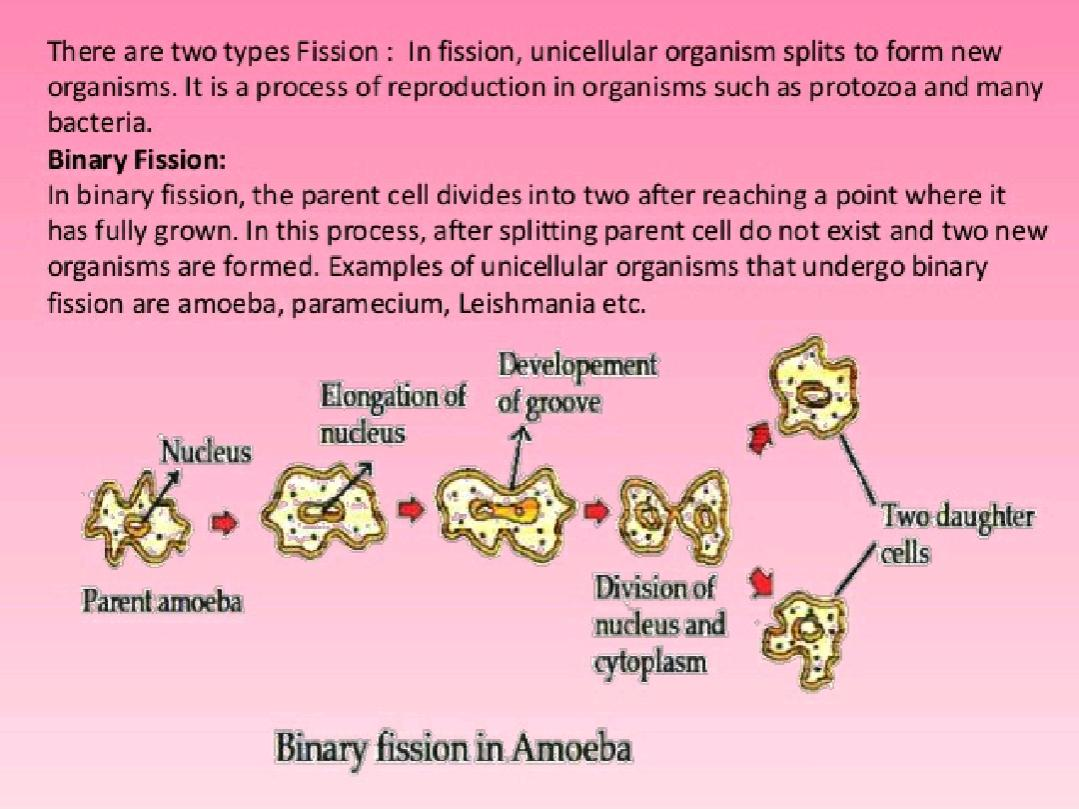 There are two types Fission :  In fission, unicellular organism splits to form new
organisms. It is a process of reproduction in organisms such as protozoa and many
bacteria.
Binary Fission:
In binary fission, the parent cell divides into two after reaching a point where it
has fully grown. In this process, after splitting parent cell do not exist and two new
organisms are formed. Examples of unicellular organisms that undergo binary
fission are amoeba, paramecium, Leishmania etc.
Nucleus
Elongation of
nucleus
Developement
of groove
Parent amoeba
Division of
nucleus and
cytoplasm
Two daughter
cells
Binary fission in Amoeba